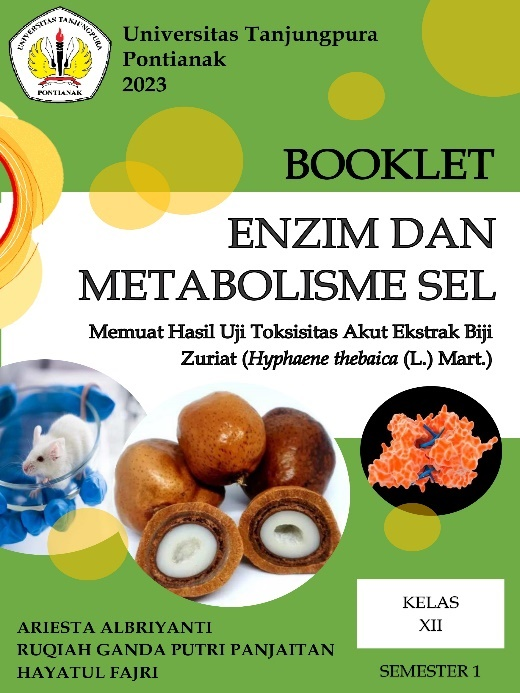 UNIVERSITAS TANJUNGPURA
PONTIANAK
Universitas Tanjungpura
Pontianak
2023
BOOKLET
ENZIM DAN
METABOLISME SEL
Memuat Hasil Uji Toksisitas Akut Ekstrak Biji
Zuriat (Hyphaene thebaica (L.) Mart.)
KELAS
XII
ARIESTA ALBRIYANTI
RUQIAH GANDA PUTRI PANJAITAN
HAYATUL FAJRI
SEMESTER 1